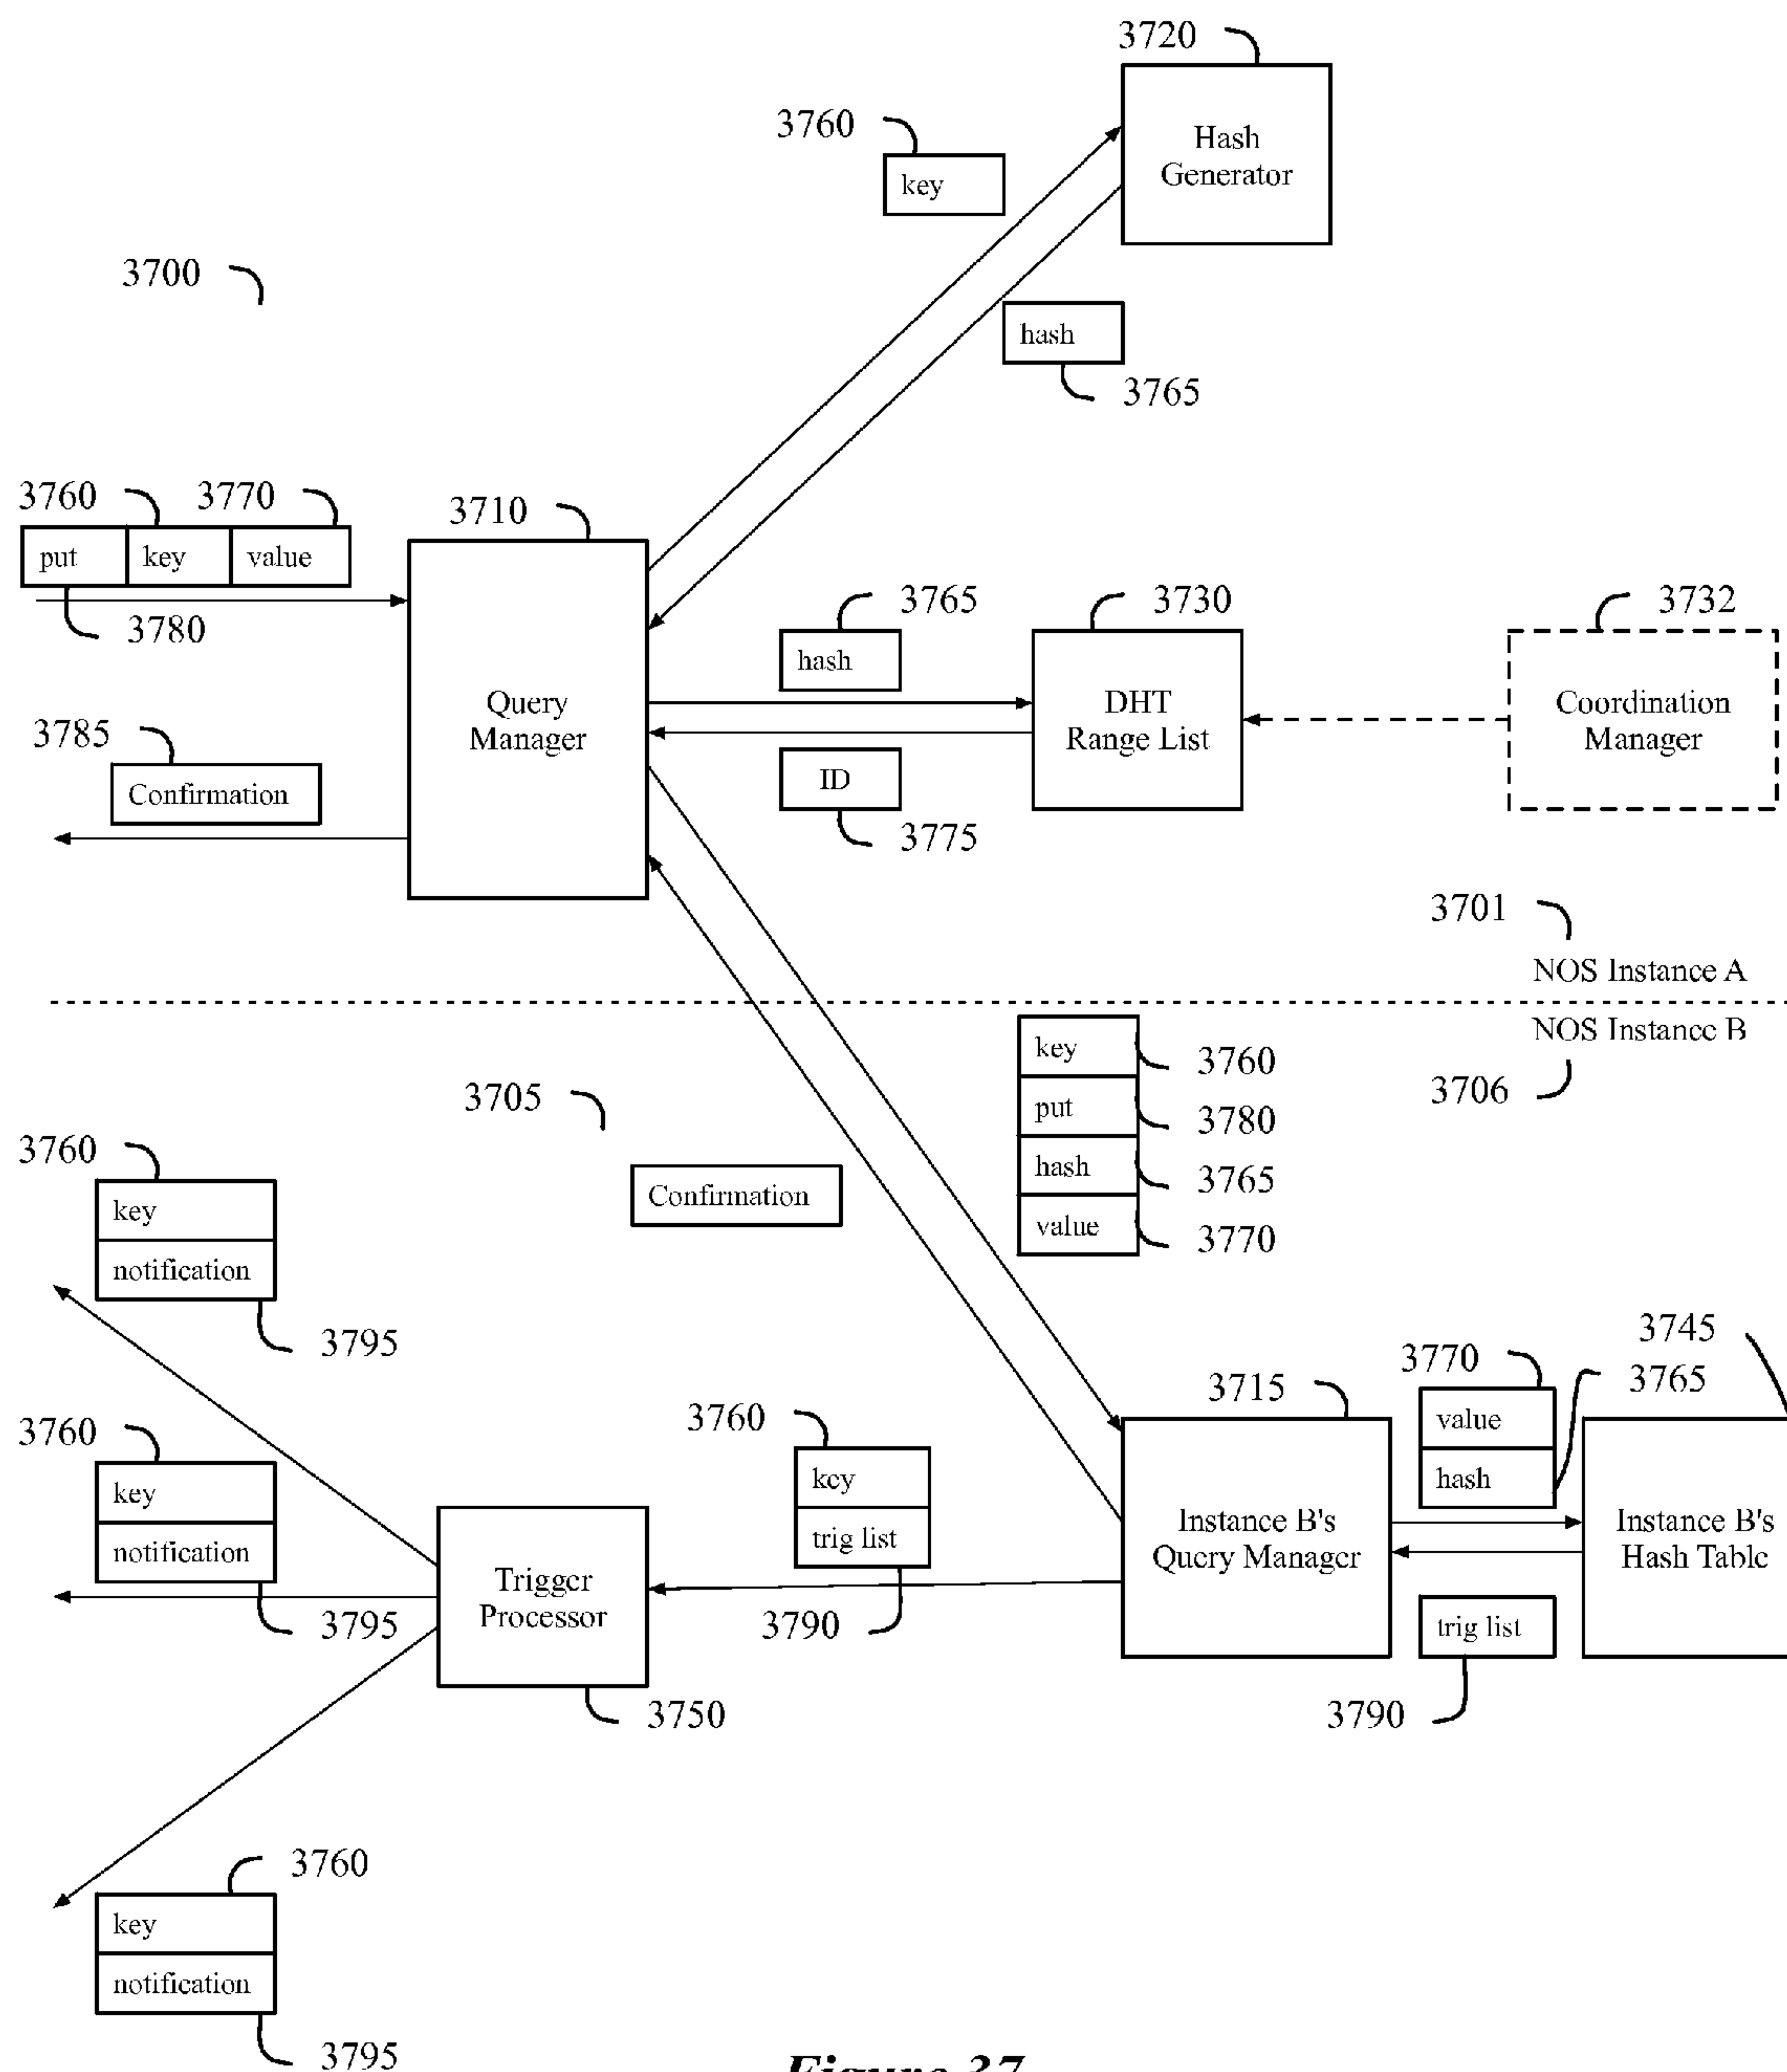 3720
3760
key
Hash
Generator
3700
hash
3765
3760
3770
put
key
value
3780
3710
Query
Manager
3765
hash
3730
DHT
Range List
3732
Coordination
Manager
3785
Confirmation
ID
3775
3701
NOS Instance A
NOS Instance B
3706
key
3760
put
3780
hash
3765
value
3770
3705
Confirmation
3760
key
notification
3795
3745
3770
3765
3715
value
hash
3760
key
trig list
3790
Instance B's
Query Manager
Instance B's
Hash Table
trig list
3790
3760
key
notification
3795
Trigger
Processor
3750
3760
key
notification
3795
Figure 37